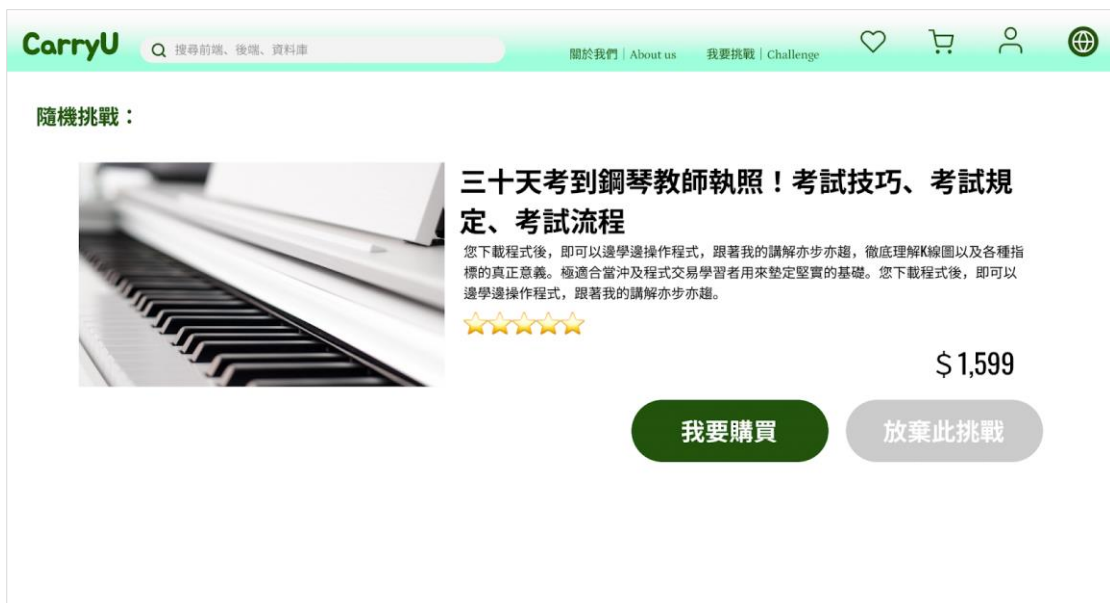 CarryU
搜尋前端、後端、資料庫
關於我們｜About us
我要挑戰｜Challenge
隨機挑戰：
三十天考到鋼琴教師執照！考試技巧、考試規
定、考試流程
您下載程式後，即可以邊學邊操作程式，跟著我的講解亦步亦趨，徹底理解K線圖以及各種指
標的真正意義。極適合當沖及程式交易學習者用來墊定堅實的基礎。您下載程式後，即可以
邊學邊操作程式，跟著我的講解亦步亦趨。
$ 1,599
我要購買
放棄此挑戰